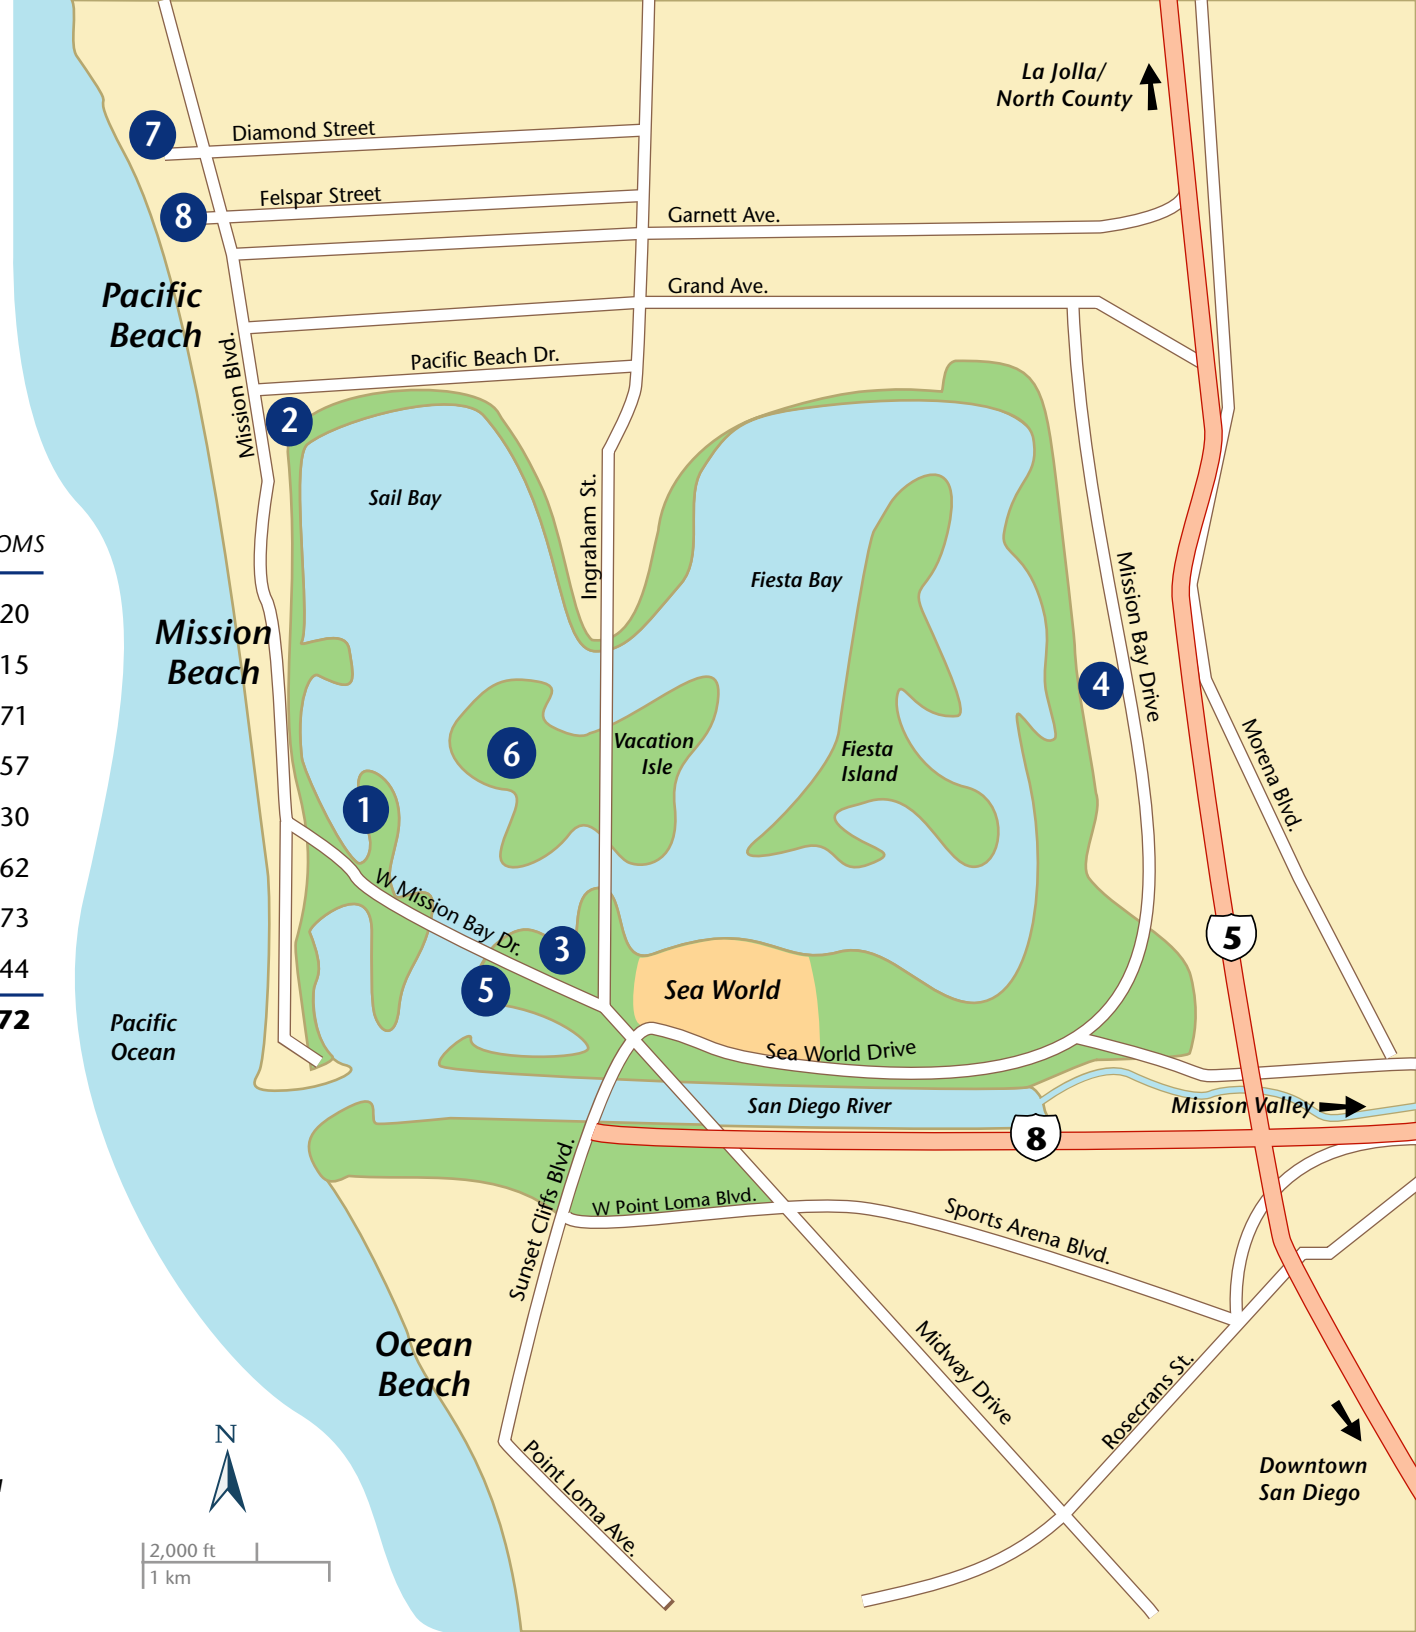 La Jolla/
North County
7
Diamond Street
Felspar Street
8
Garnett Ave.
Pacific
Beach
Grand Ave.
Mission Blvd.
Pacific Beach Dr.
2
Sail Bay
Ingraham St.
OMS
20
15
71
57
30
62
73
44
72
Fiesta Bay
Mission Bay Drive
Mission
Beach
4
Vacation
Isle
6
Fiesta
Island
Morena Blvd.
1
W Mission Bay Dr.
3
5
5
Sea World
Pacific
Ocean
Sea World Drive
San Diego River
Mission Valley
8
Sunset Cliffs Blvd.
W Point Loma Blvd.
Sports Arena Blvd.
Ocean
Beach
Midway Drive
Rosecrans St.
N
Point Loma Ave.
Downtown
San Diego
2,000 ft
1 km